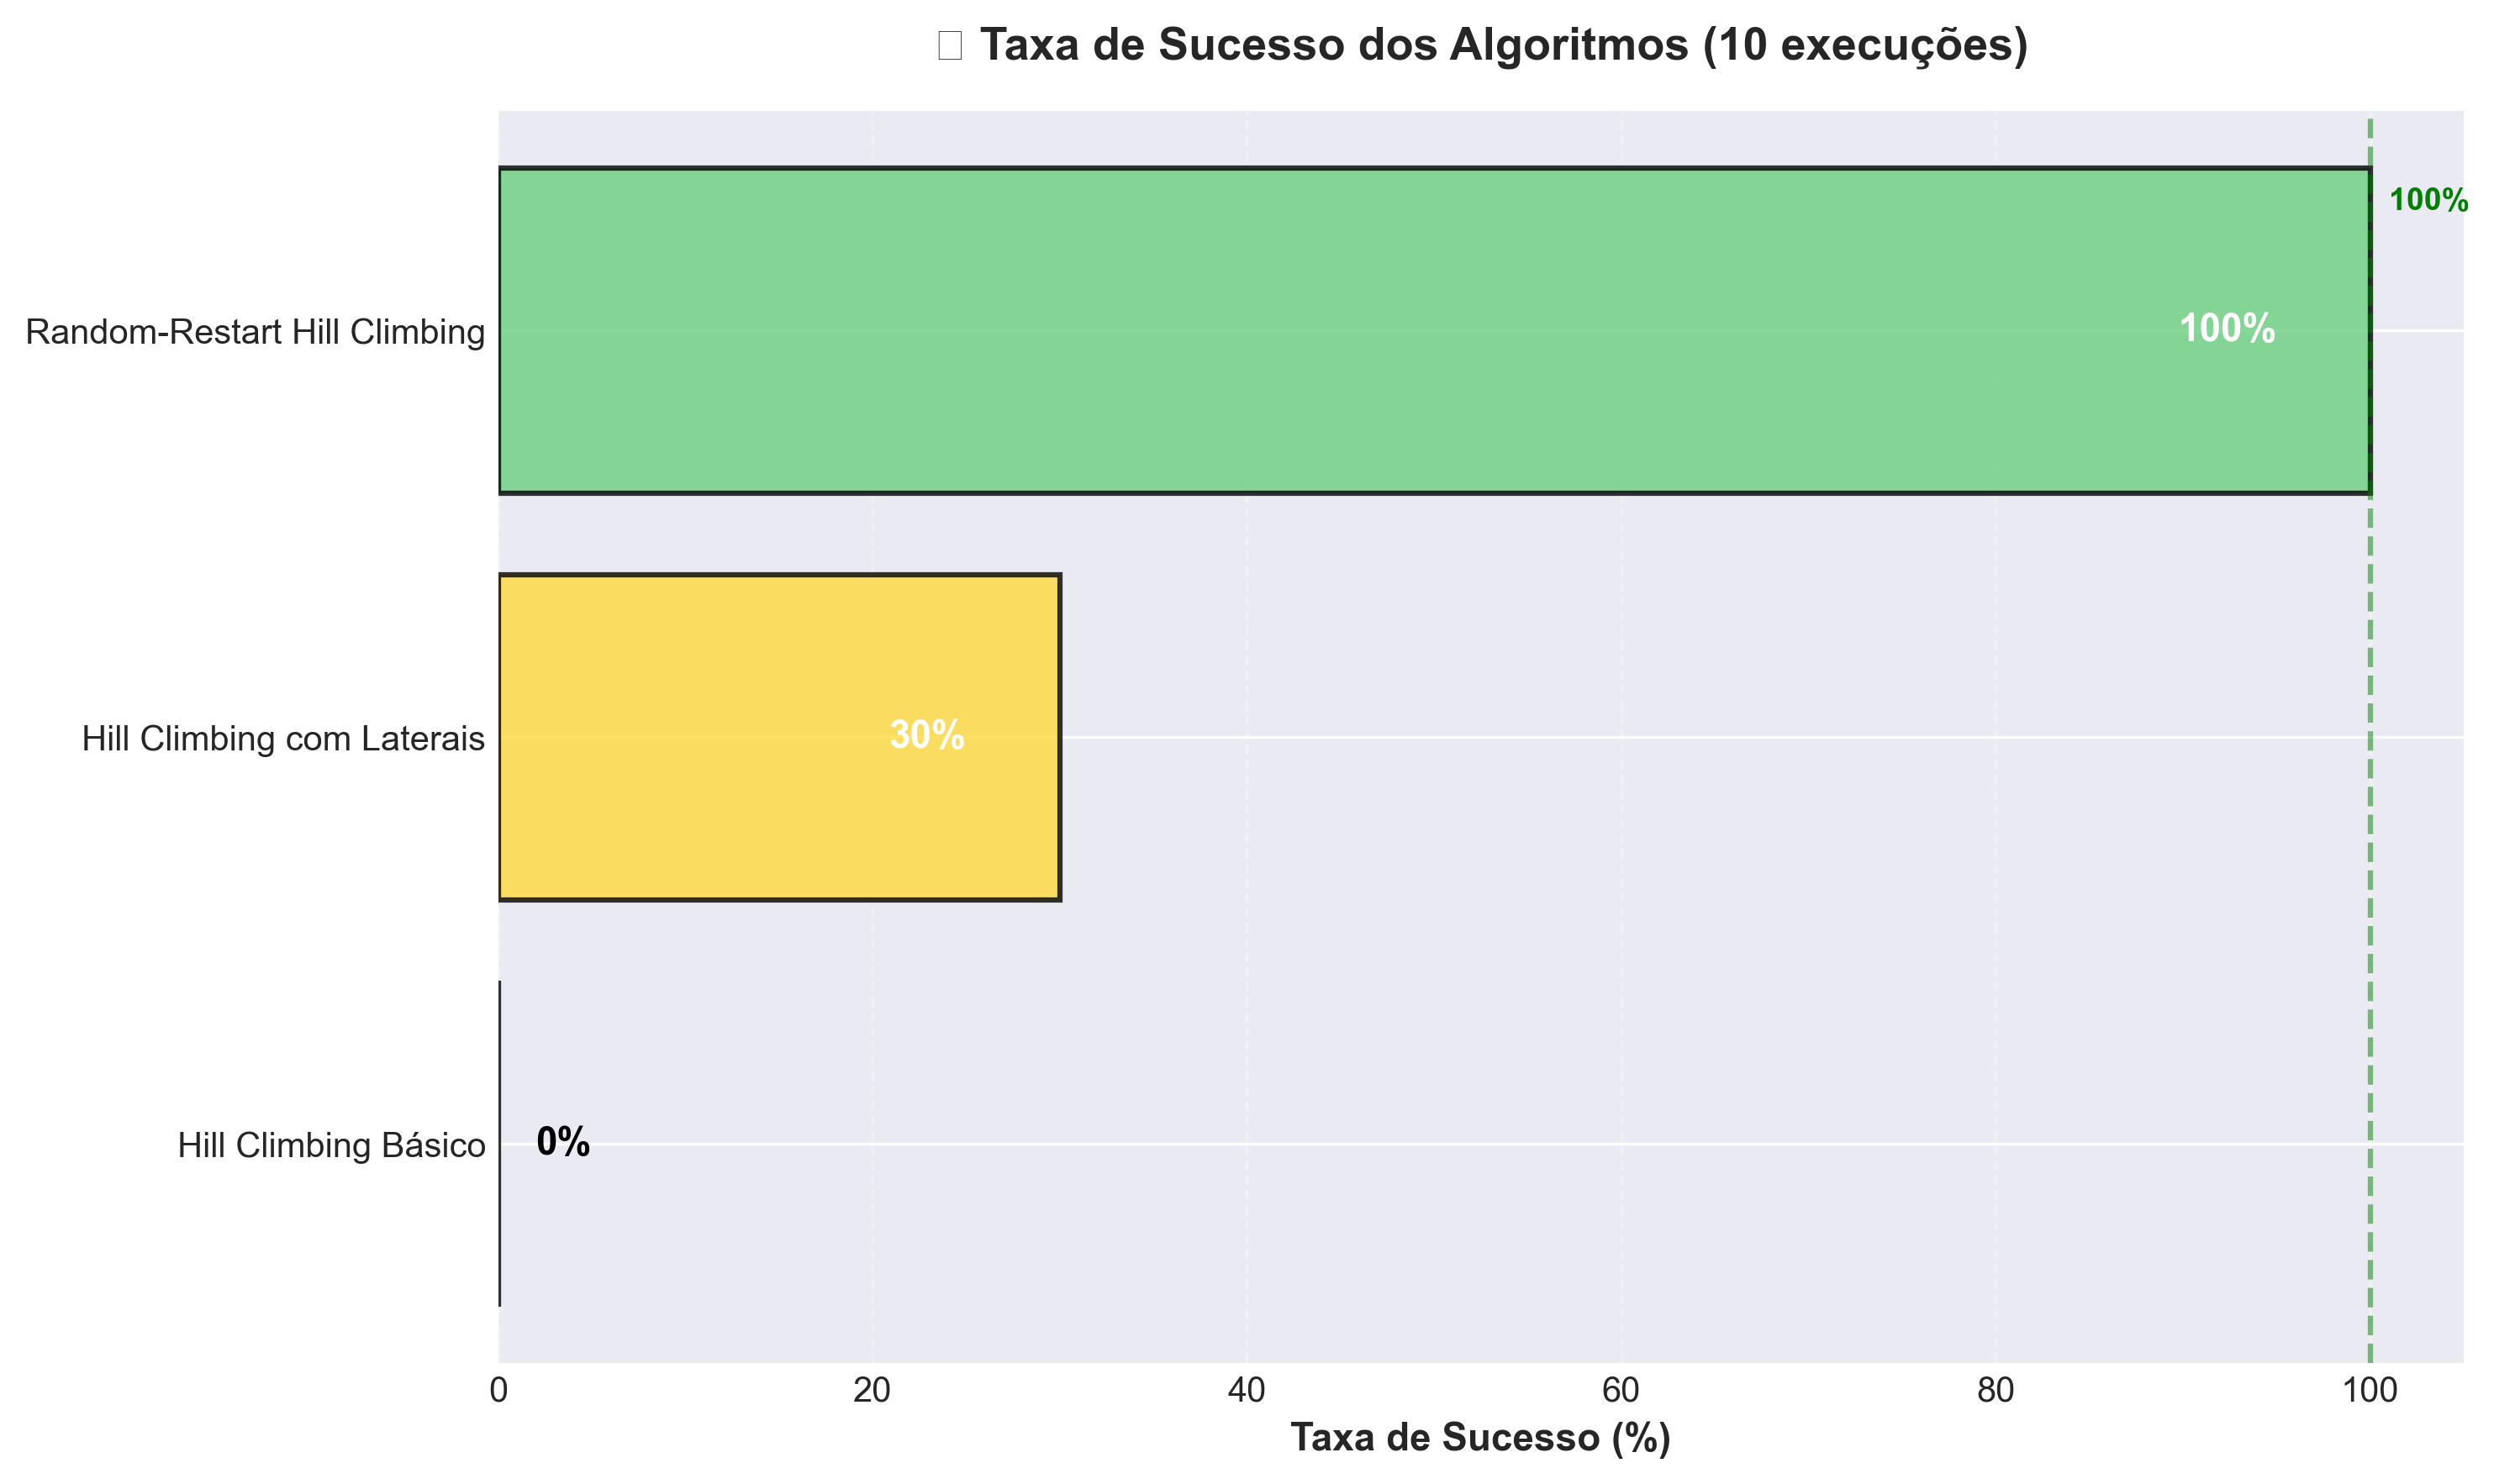 Taxa de Sucesso dos Algoritmos (10 execuções)
100%
Random-Restart Hill Climbing
100%
Hill Climbing com Laterais
30%
Hill Climbing Básico
0%
0
20
40
60
80
100
Taxa de Sucesso (%)